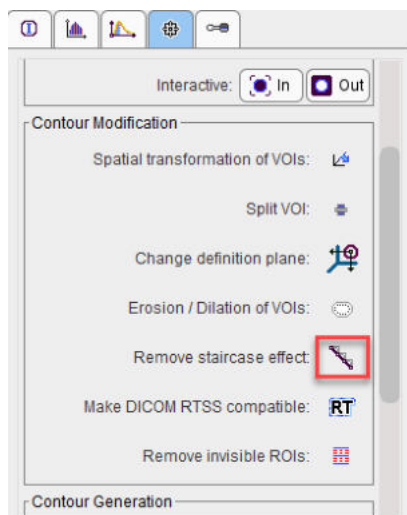 Interactive: In Out
Contour Modification
Spatial transformation of VOIs:
Split VOI:
Change definition plane:
Erosion / Dilation of VOIs:
Remove staircase effect:
Make DICOM RTSS compatible: RT
Remove invisible ROIs:
Contour Generation